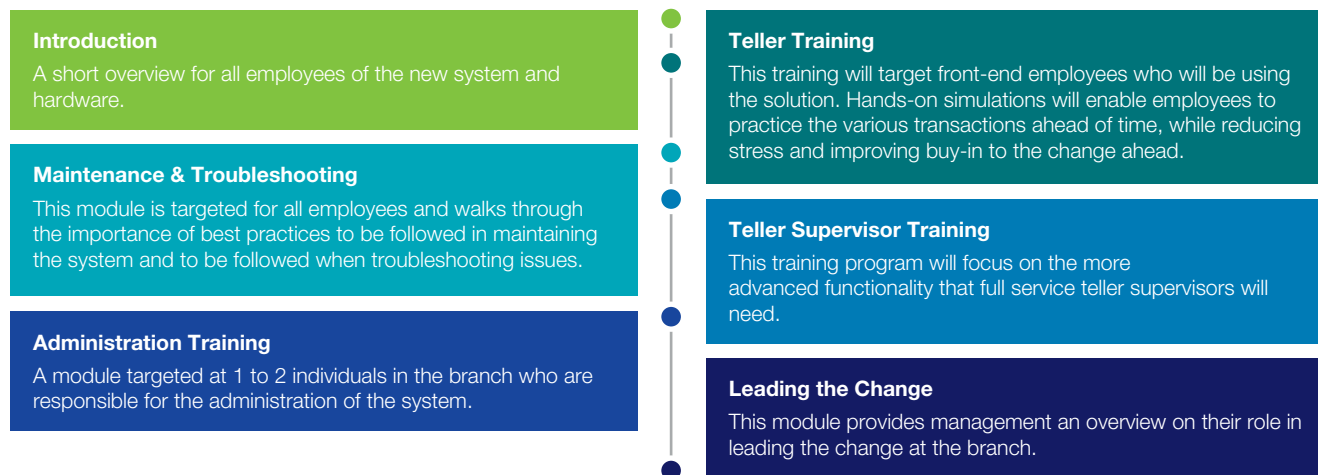 Introduction
A short overview for all employees of the new system and
hardware.
Teller Training
This training will target front-end employees who will be using
the solution. Hands-on simulations will enable employees to
practice the various transactions ahead of time, while reducing
stress and improving buy-in to the change ahead.
Maintenance & Troubleshooting
This module is targeted for all employees and walks through
the importance of best practices to be followed in maintaining
the system and to be followed when troubleshooting issues.
Teller Supervisor Training
This training program will focus on the more
advanced functionality that full service teller supervisors will
need.
Administration Training
A module targeted at 1 to 2 individuals in the branch who are
responsible for the administration of the system.
Leading the Change
This module provides management an overview on their role in
leading the change at the branch.